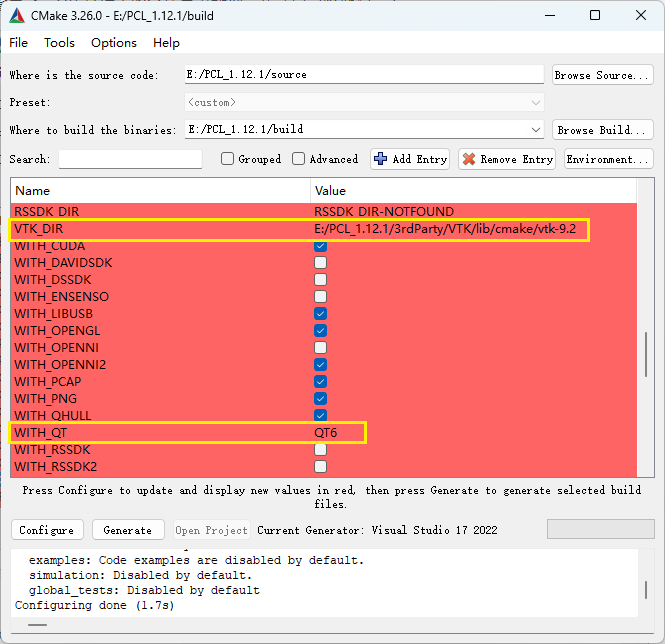 CMake 3.26.0 - E:/PCL_1.12.1/build
File Tools Options Help
Where is the source code: E:/PCL_1.12.1/source Browse Source...
Preset: <custom>
Where to build the binaries: E:/PCL_1.12.1/build Browse Build...
Search: Grouped Advanced Add Entry Remove Entry Environment...
Name Value
RSSDK_DIR RSSDK_DIR-NOTFOUND
VTK_DIR E:/PCL_1.12.1/3rdParty/VTK/lib/cmake/vtk-9.2
WITH_CUDA
WITH_DAVIDSDK
WITH_DSSDK
WITH_ENSENSO
WITH_LIBUSB
WITH_OPENGL
WITH_OPENNI
WITH_OPENNI2
WITH_PCAP
WITH_PNG
WITH_QHULL
WITH_QT QT6
WITH_RSSDK
WITH_RSSDK2
Press Configure to update and display new values in red, then press Generate to generate selected build
files.
Configure Generate Open Project Current Generator: Visual Studio 17 2022
examples: Code examples are disabled by default.
simulation: Disabled by default.
global_tests: Disabled by default
Configuring done (1.7s)